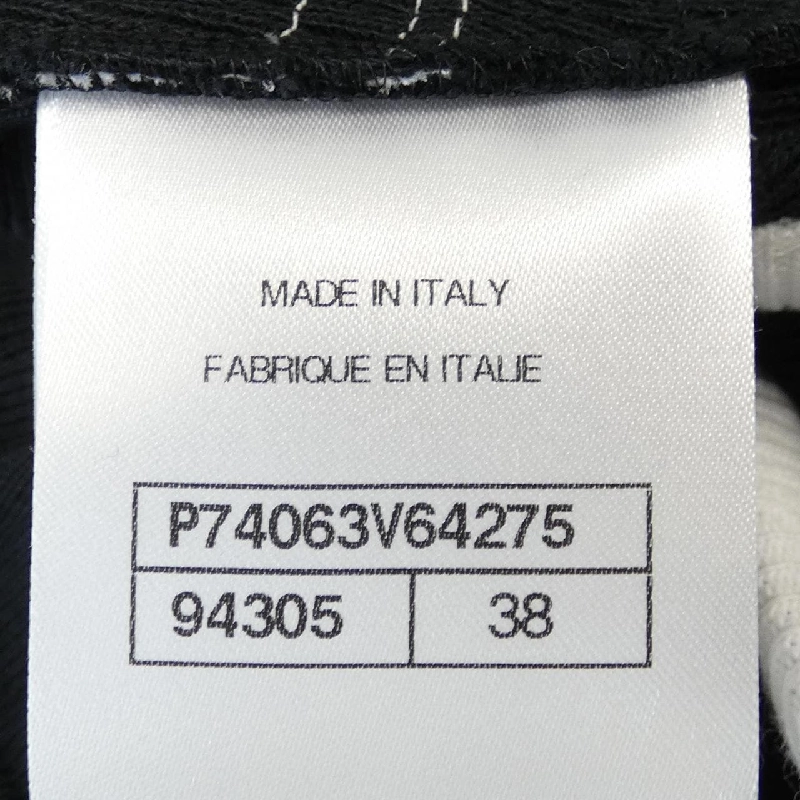 MADE IN ITALY
FABRIQUE EN ITALIE
P74063V64275
94305 38